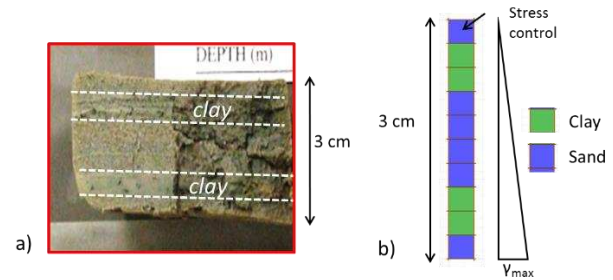 DEPTH (m)
clay
clay
3 cm
a)
Stress
control
3 cm
Clay
Sand
b)
γmax